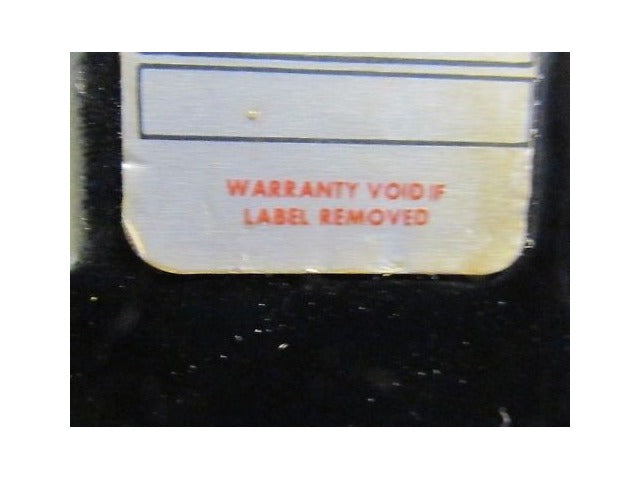 WARRANTY VOID IF
LABEL REMOVED